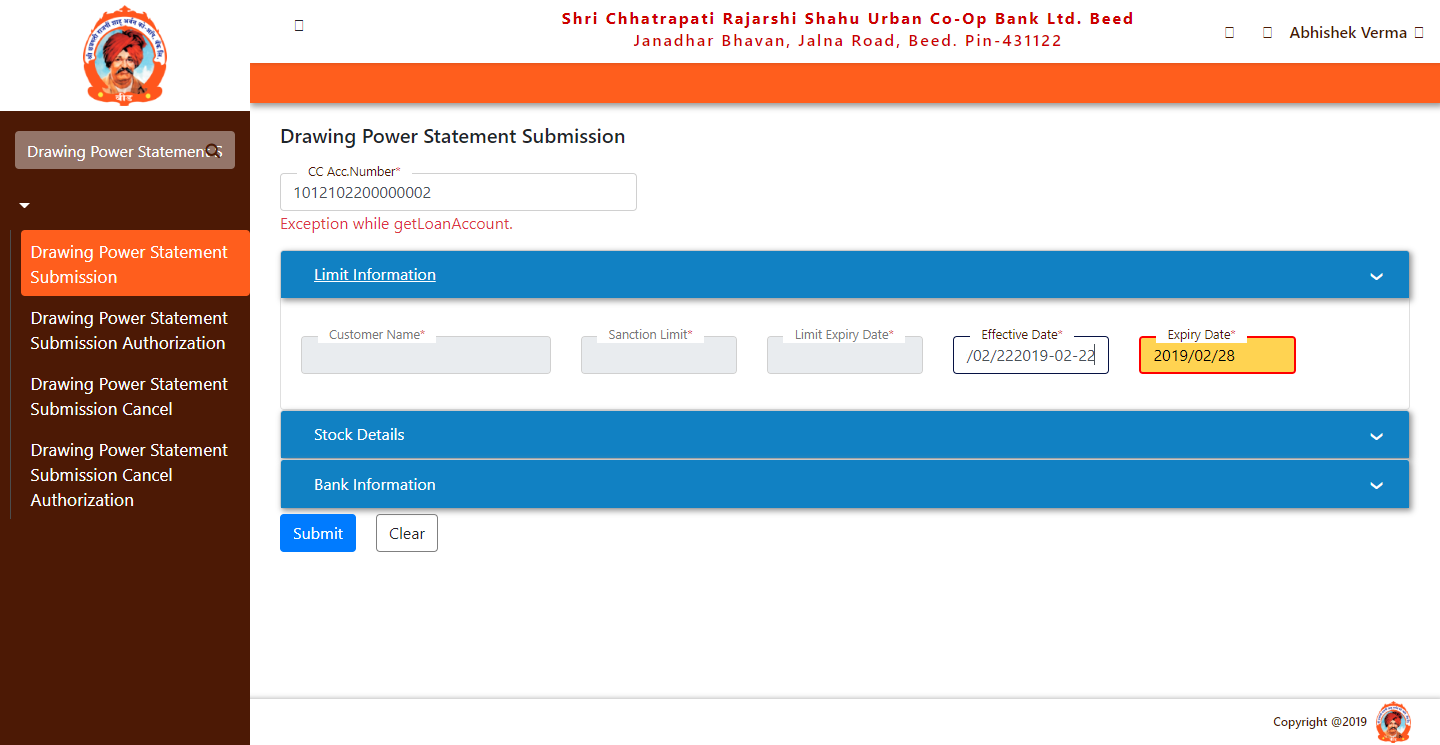 Shri Chhatrapati Rajarshi Shahu Urban Co-Op Bank Ltd. Beed
Janadhar Bhavan, Jalna Road, Beed. Pin-431122
Abhishek Verma
बीड
Drawing Power Statement S
Drawing Power Statement
Submission
Drawing Power Statement
Submission Authorization
Drawing Power Statement
Submission Cancel
Drawing Power Statement
Submission Cancel
Authorization
Drawing Power Statement Submission
CC Acc.Number*
1012102200000002
Exception while getLoanAccount.
Limit Information
Customer Name*
Sanction Limit*
Limit Expiry Date*
Effective Date*
/02/222019-02-22
Expiry Date*
2019/02/28
Stock Details
Bank Information
Submit
Clear
Copyright @2019